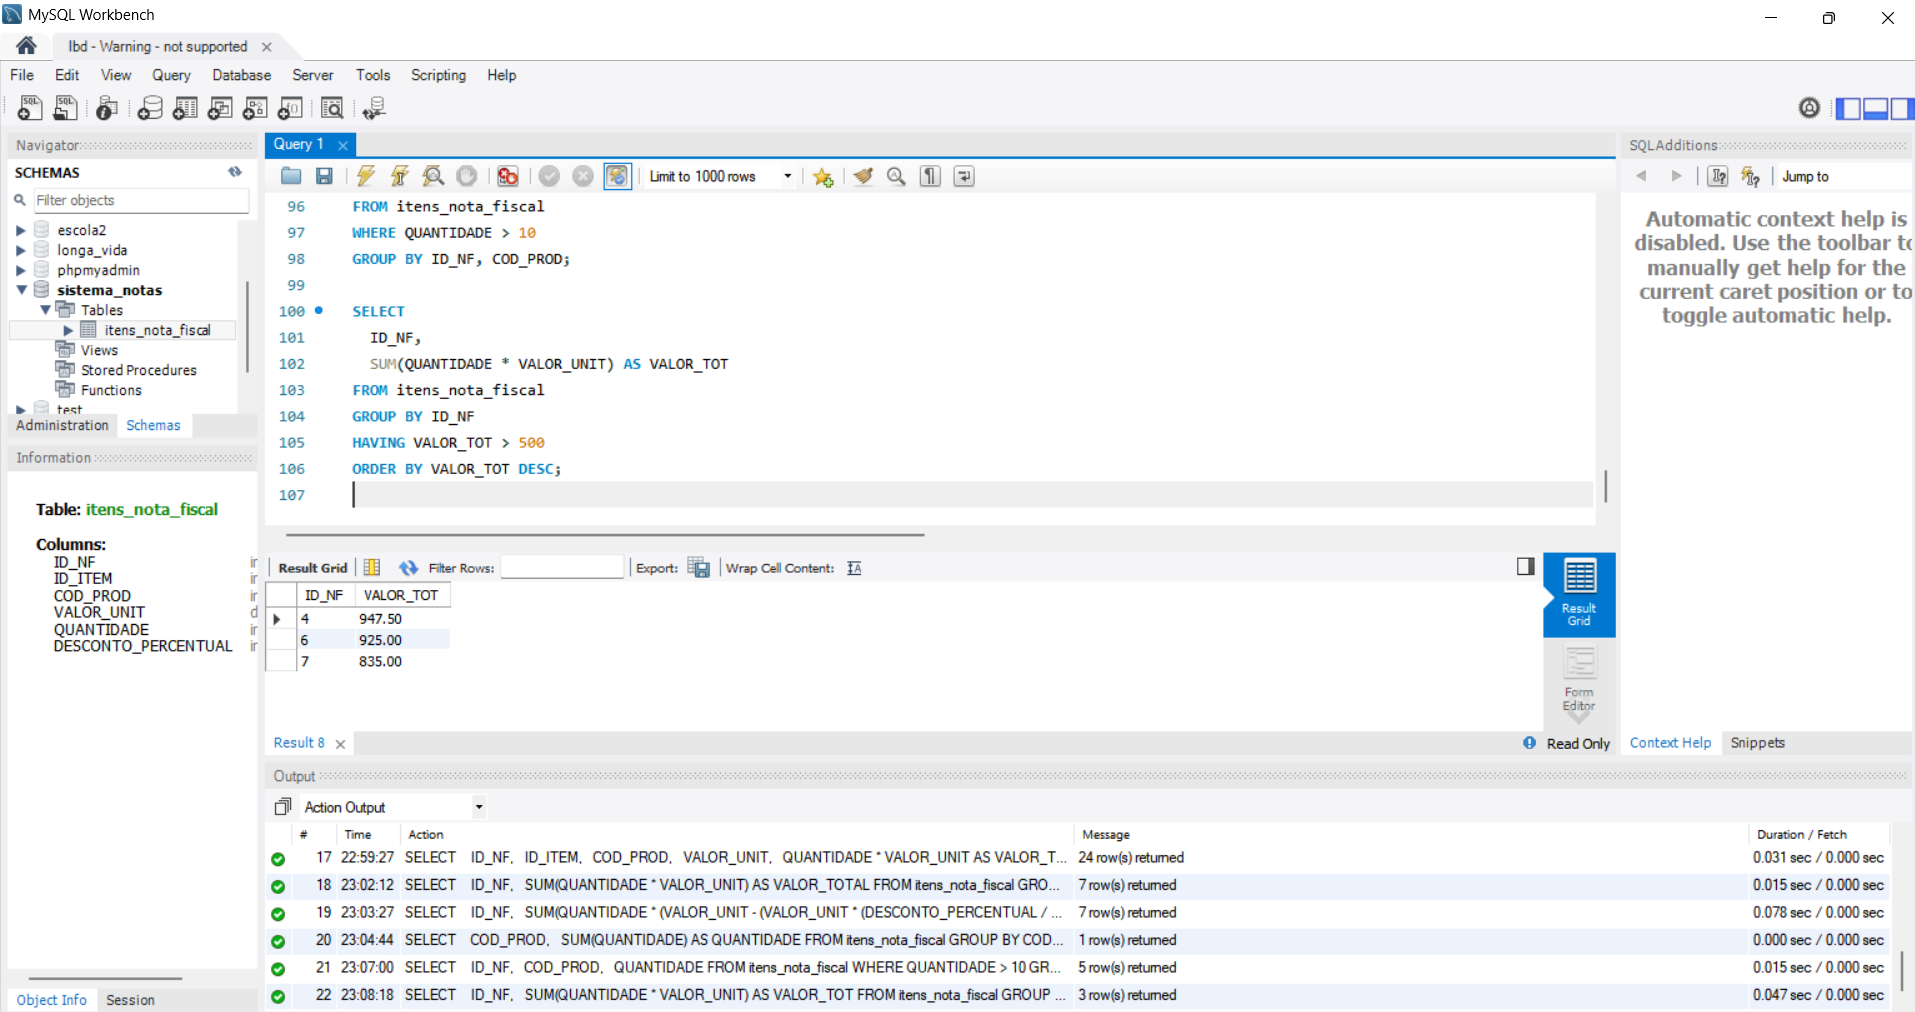 MySQL Workbench
lbd - Warning - not supported
File Edit View Query Database Server Tools Scripting Help
Navigator
SCHEMAS
Filter objects
escola2
longa_vida
phpmyadmin
sistema_notas
Tables
itens_nota_fiscal
Views
Stored Procedures
Functions
test
Administration Schemas
Information
Table: itens_nota_fiscal
Columns:
ID_NF
ID_ITEM
COD_PROD
VALOR_UNIT
QUANTIDADE
DESCONTO_PERCENTUAL
Object Info Session
Query 1
Limit to 1000 rows
96 FROM itens_nota_fiscal
97 WHERE QUANTIDADE > 10
98 GROUP BY ID_NF, COD_PROD;
99
100 SELECT
101 ID_NF,
102 SUM(QUANTIDADE * VALOR_UNIT) AS VALOR_TOT
103 FROM itens_nota_fiscal
104 GROUP BY ID_NF
105 HAVING VALOR_TOT > 500
106 ORDER BY VALOR_TOT DESC;
107
Result Grid Filter Rows: Export: Wrap Cell Content:
ID_NF VALOR_TOT
4 947.50
6 925.00
7 835.00
Result
Grid
Form
Editor
Result 8 Read Only
SQLAdditions
Jump to
Automatic context help is
disabled. Use the toolbar to
manually get help for the
current caret position or to
toggle automatic help.
Context Help Snippets
Output
Action Output
# Time Action Message Duration / Fetch
17 22:59:27 SELECT ID_NF, ID_ITEM, COD_PROD, VALOR_UNIT, QUANTIDADE * VALOR_UNIT AS VALOR_T... 24 row(s) returned 0.031 sec / 0.000 sec
18 23:02:12 SELECT ID_NF, SUM(QUANTIDADE * VALOR_UNIT) AS VALOR_TOTAL FROM itens_nota_fiscal GRO... 7 row(s) returned 0.015 sec / 0.000 sec
19 23:03:27 SELECT ID_NF, SUM(QUANTIDADE * (VALOR_UNIT - (VALOR_UNIT * (DESCONTO_PERCENTUAL / ... 7 row(s) returned 0.078 sec / 0.000 sec
20 23:04:44 SELECT COD_PROD, SUM(QUANTIDADE) AS QUANTIDADE FROM itens_nota_fiscal GROUP BY COD... 1 row(s) returned 0.000 sec / 0.000 sec
21 23:07:00 SELECT ID_NF, COD_PROD, QUANTIDADE FROM itens_nota_fiscal WHERE QUANTIDADE > 10 GR... 5 row(s) returned 0.015 sec / 0.000 sec
22 23:08:18 SELECT ID_NF, SUM(QUANTIDADE * VALOR_UNIT) AS VALOR_TOT FROM itens_nota_fiscal GROUP ... 3 row(s) returned 0.047 sec / 0.000 sec